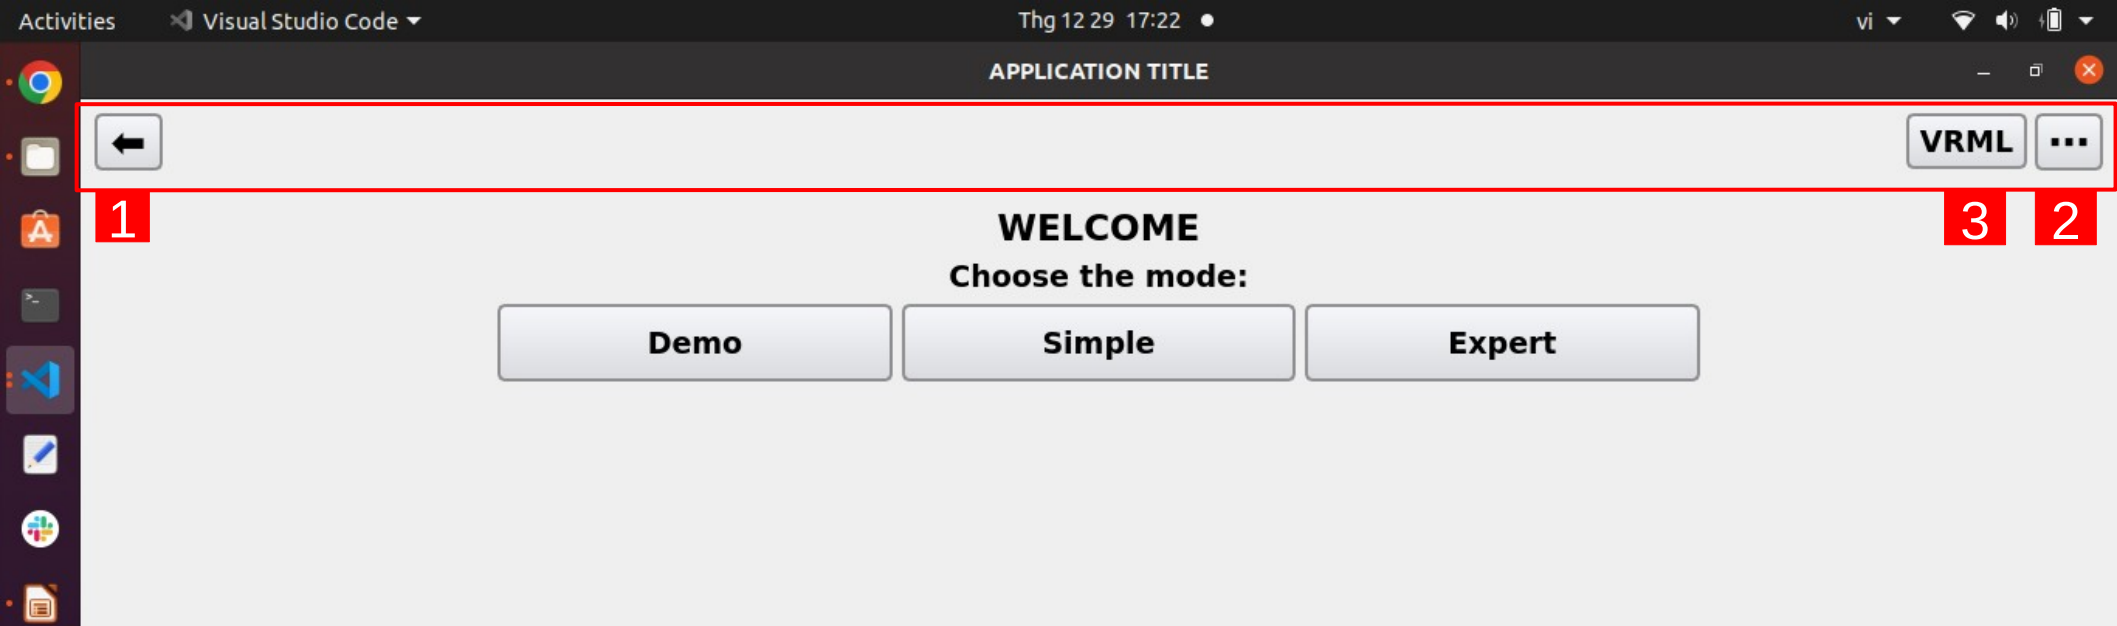 Activities Visual Studio Code Thg 12 29 17:22 vi
APPLICATION TITLE
VRML ...
1 3 2
WELCOME
Choose the mode:
Demo Simple Expert